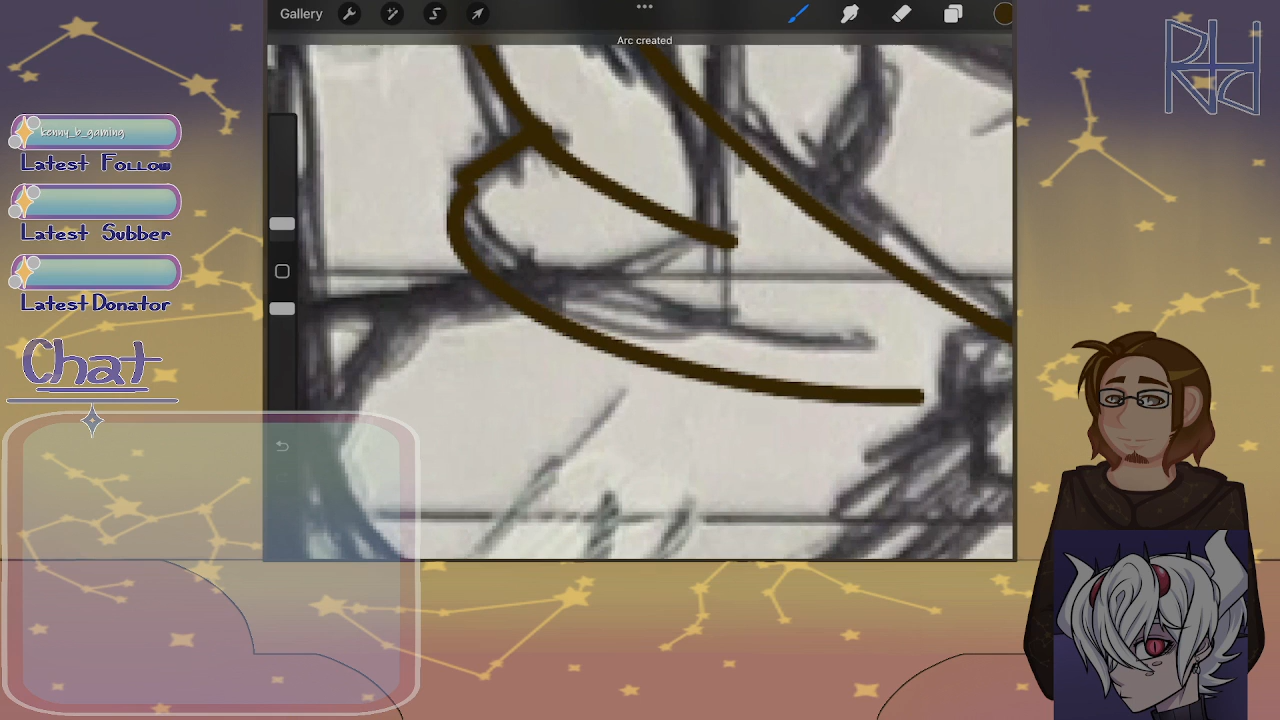 Gallery
Arc created
kenny_b_gaming
Latest Follow
Latest Subber
Latest Donator
Chat